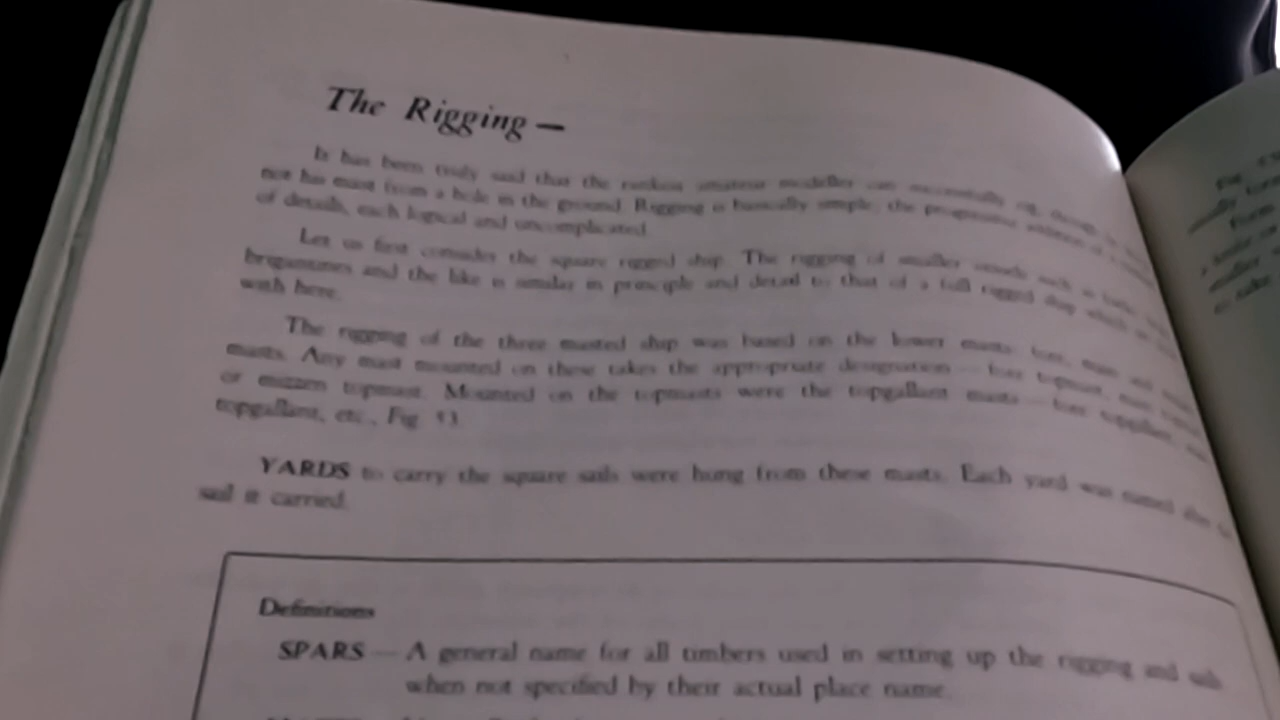 The Rigging —
It has been truly said that the rankest amateur modeller can successfully rig, though
not his mast from a hole in the ground. Rigging is basically simple; the progressive addition of a
of details, each logical and uncomplicated.
Let us first consider the square rigged ship. The rigging of smaller vessels such as
brigantines and the like is similar in principle and detail to that of a full rigged ship which
with here.
The rigging of the three masted ship was based on the lower masts: fore, main and
masts. Any mast mounted on these takes the appropriate designation — fore topmast, main
or mizzen topmast. Mounted on the topmasts were the topgallant masts — fore
topgallant, etc., Fig. 53.
YARDS to carry the square sails were hung from these masts. Each yard was named after
sail it carried.
Definitions
SPARS — A general name for all timbers used in setting up the rigging and sails
when not specified by their actual place name.